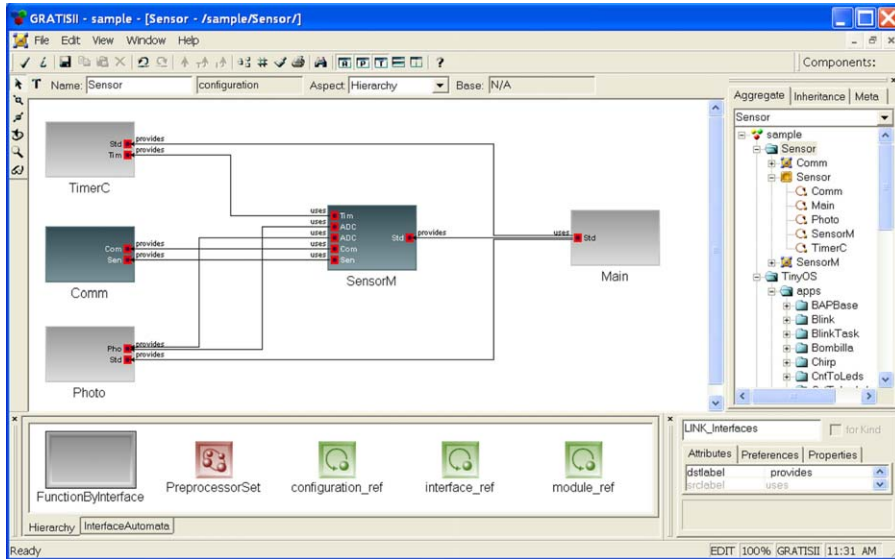 GRATISII - sample - [Sensor - /sample/Sensor/]
File Edit View Window Help
Components:
Name: Sensor configuration Aspect Hierarchy Base: N/A
Aggregate Inheritance Meta
Sensor
sample
Sensor
Comm
Sensor
Comm
Main
Photo
SensorM
TimerC
SensorM
TinyOS
apps
BAPBase
Blink
BlinkTask
Bombilla
Chirp
CntToLeds
Std provides
Tim provides
TimerC
Com provides
Sen provides
Comm
Pho provides
Std provides
Photo
uses Tim
uses ADC
uses ADC
uses Com
uses Sen
Std provides
SensorM
uses Std
Main
FunctionByInterface
PreprocessorSet
configuration_ref
interface_ref
module_ref
Hierarchy InterfaceAutomata
LINK_Interfaces for Kind
Attributes Preferences Properties
dstlabel provides
srclabel uses
Ready
EDIT 100% GRATISII 11:31 AM